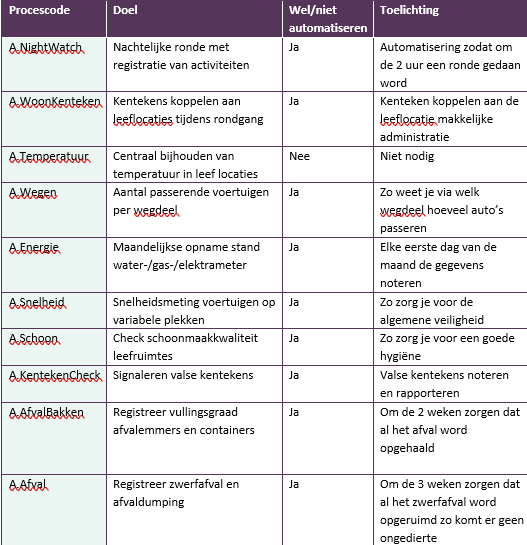 Procescode Doel Wel/niet Toelichting
automatiseren
A.NightWatch Nachtelijke ronde met Ja Automatisering zodat om
registratie van activiteiten de 2 uur een ronde gedaan
word
A.WoonKenteken Kentekens koppelen aan Ja Kenteken koppelen aan de
leeflocaties tijdens rondgang leeflocatie makkelijke
administratie
A.Temperatuur Centraal bijhouden van Nee Niet nodig
temperatuur in leef locaties
A.Wegen Aantal passerende voertuigen Ja Zo weet je via welk
per wegdeel wegdeel hoeveel auto's
passeren
A.Energie Maandelijkse opname stand Ja Elke eerste dag van de
water-/gas-/elektrameter maand de gegevens
noteren
A.Snelheid Snelheidsmeting voertuigen op Ja Zo zorg je voor de
variabele plekken algemene veiligheid
A.Schoon Check schoonmaakkwaliteit Ja Zo zorg je voor een goede
leefruimtes hygiëne
A.KentekenCheck Signaleren valse kentekens Ja Valse kentekens noteren
en rapporteren
A.AfvalBakken Registreer vullingsgraad Ja Om de 2 weken zorgen dat
afvalemmers en containers al het afval word
opgehaald
A.Afval Registreer zwerfafval en Ja Om de 3 weken zorgen dat
afvaldumping al het zwerfafval word
opgeruimd zo komt er geen
ongedierte